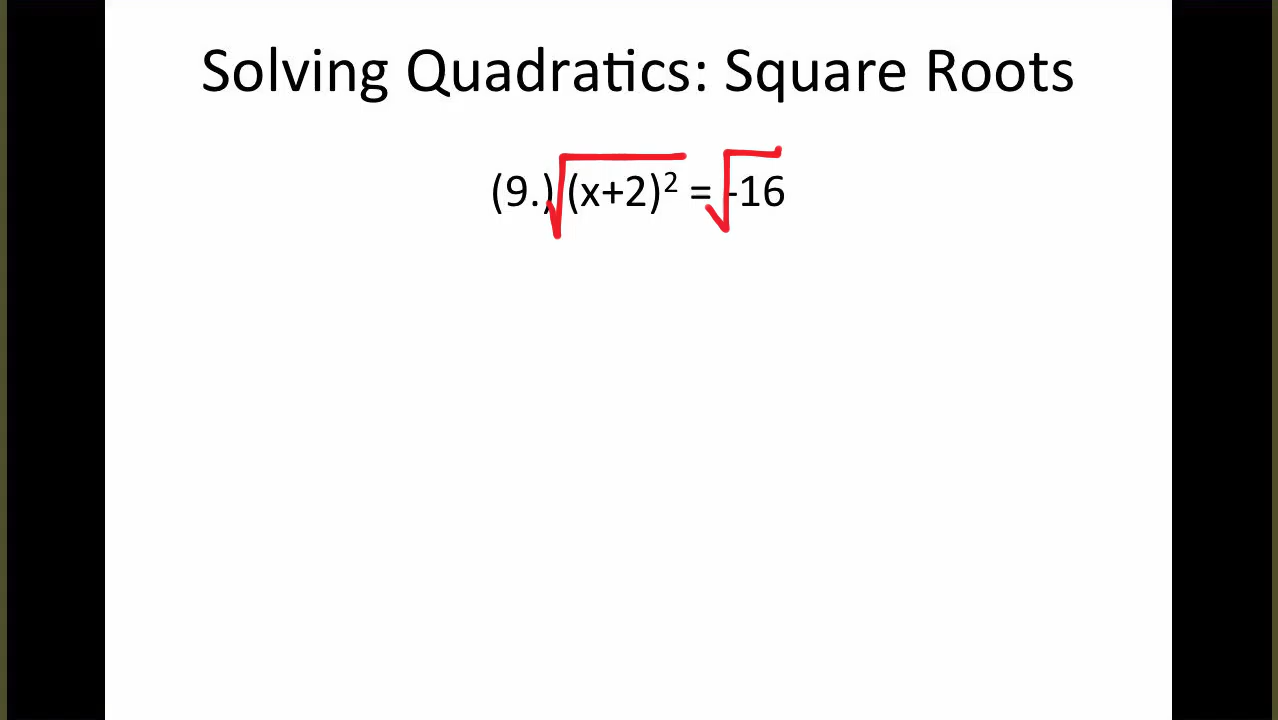 Solving Quadratics: Square Roots
(9.) √(x+2)² = √-16